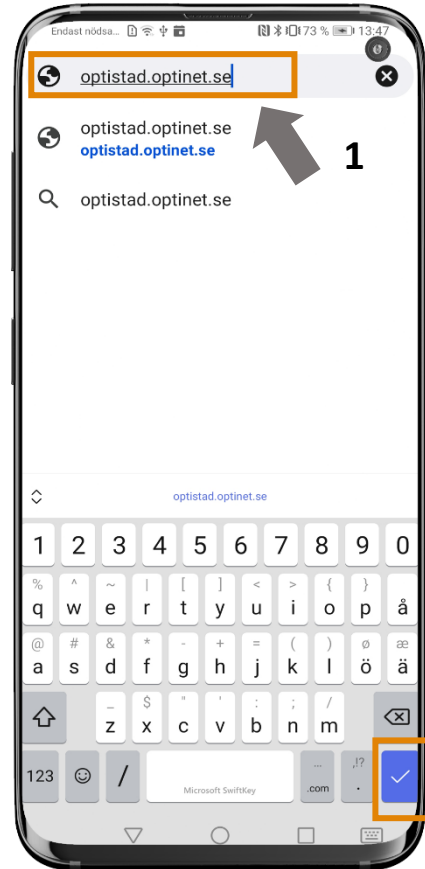 Endast nödsa... 73 % 13:47
optistad.optinet.se
1
optistad.optinet.se
optistad.optinet.se
optistad.optinet.se
optistad.optinet.se
1 2 3 4 5 6 7 8 9 0
% ^ ~ | [ ] < > { }
q w e r t y u i o p å
@ # & * - + = ( ) ø æ
a s d f g h j k l ö ä
_ $ " ' : ; /
z x c v b n m
... ,!?
123 / Microsoft SwiftKey .com .